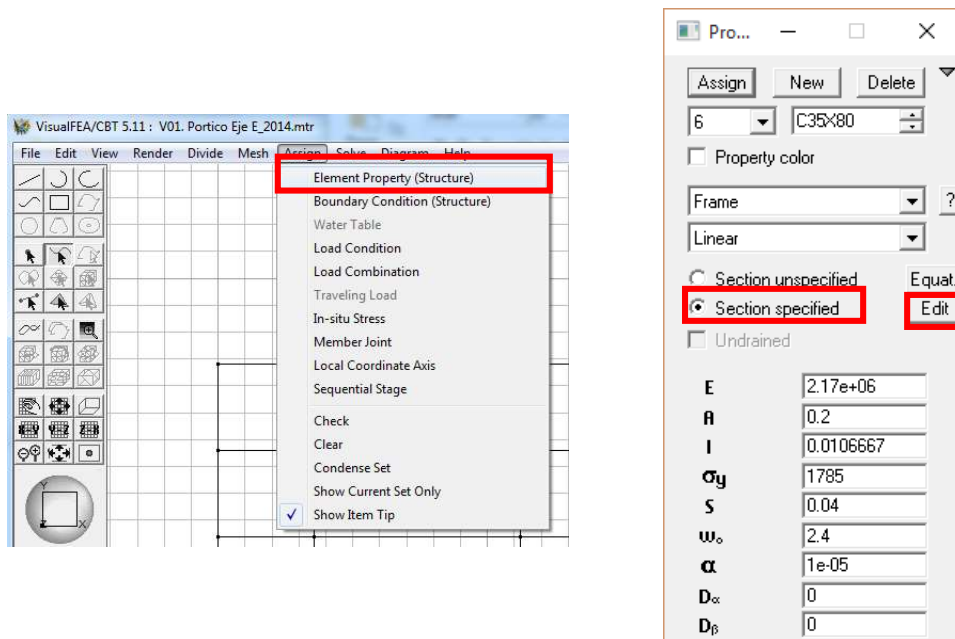 VisualFEA/CBT 5.11 : V01. Portico Eje E_2014.mtr
File Edit View Render Divide Mesh Assign Solve Diagram Help
Element Property (Structure)
Boundary Condition (Structure)
Water Table
Load Condition
Load Combination
Traveling Load
In-situ Stress
Member Joint
Local Coordinate Axis
Sequential Stage
Check
Clear
Condense Set
Show Current Set Only
Show Item Tip
Y
Z
X
Pro...
Assign New Delete
6 C35X80
Property color
Frame ?
Linear
Section unspecified Equat.
Section specified Edit
Undrained
E 2.17e+06
A 0.2
I 0.0106667
σy 1785
S 0.04
ω₀ 2.4
α 1e-05
Dα 0
Dβ 0